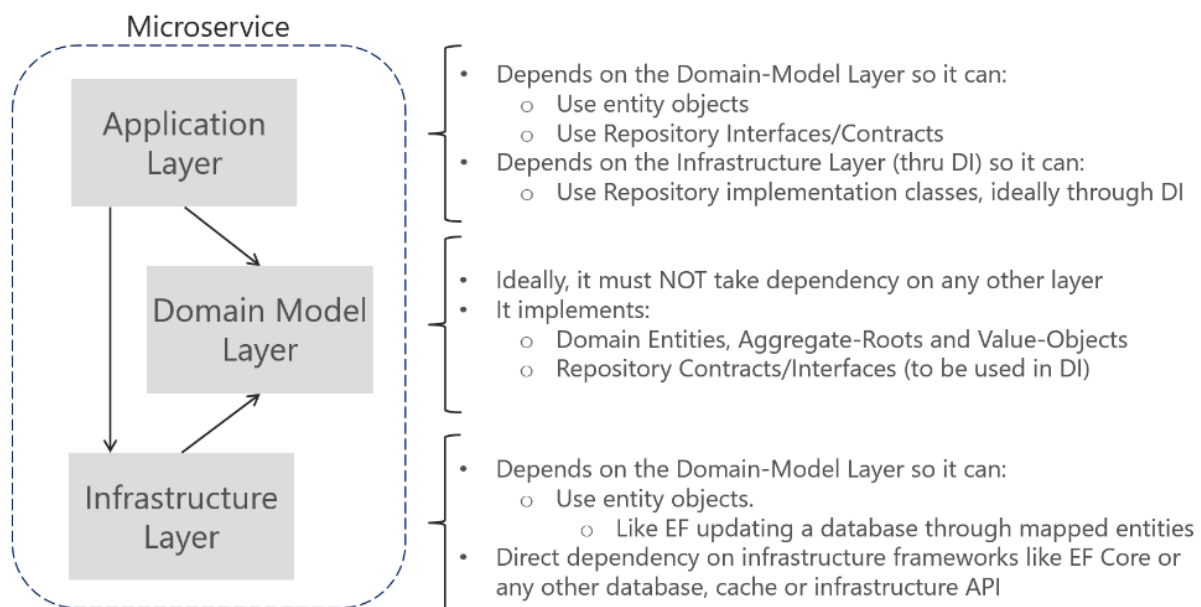 Microservice
Application
Layer
Domain Model
Layer
Infrastructure
Layer
• Depends on the Domain-Model Layer so it can:
o Use entity objects
o Use Repository Interfaces/Contracts
• Depends on the Infrastructure Layer (thru DI) so it can:
o Use Repository implementation classes, ideally through DI
• Ideally, it must NOT take dependency on any other layer
• It implements:
o Domain Entities, Aggregate-Roots and Value-Objects
o Repository Contracts/Interfaces (to be used in DI)
• Depends on the Domain-Model Layer so it can:
o Use entity objects.
o Like EF updating a database through mapped entities
• Direct dependency on infrastructure frameworks like EF Core or
any other database, cache or infrastructure API